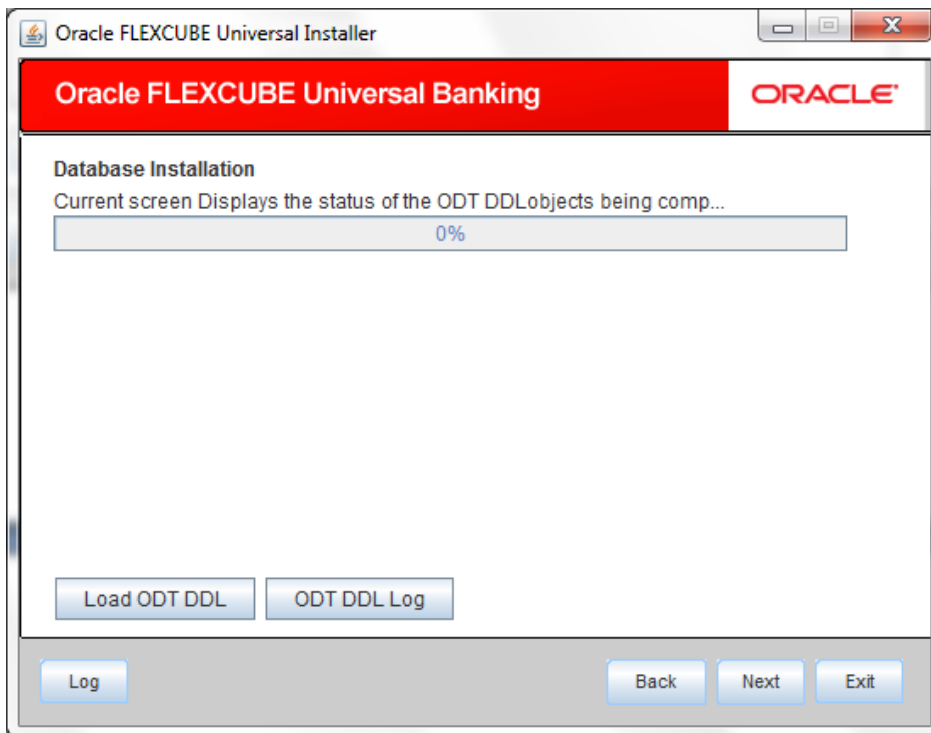 Oracle FLEXCUBE Universal Installer
Oracle FLEXCUBE Universal Banking
ORACLE
Database Installation
Current screen Displays the status of the ODT DDLobjects being comp...
0%
Load ODT DDL
ODT DDL Log
Log
Back
Next
Exit